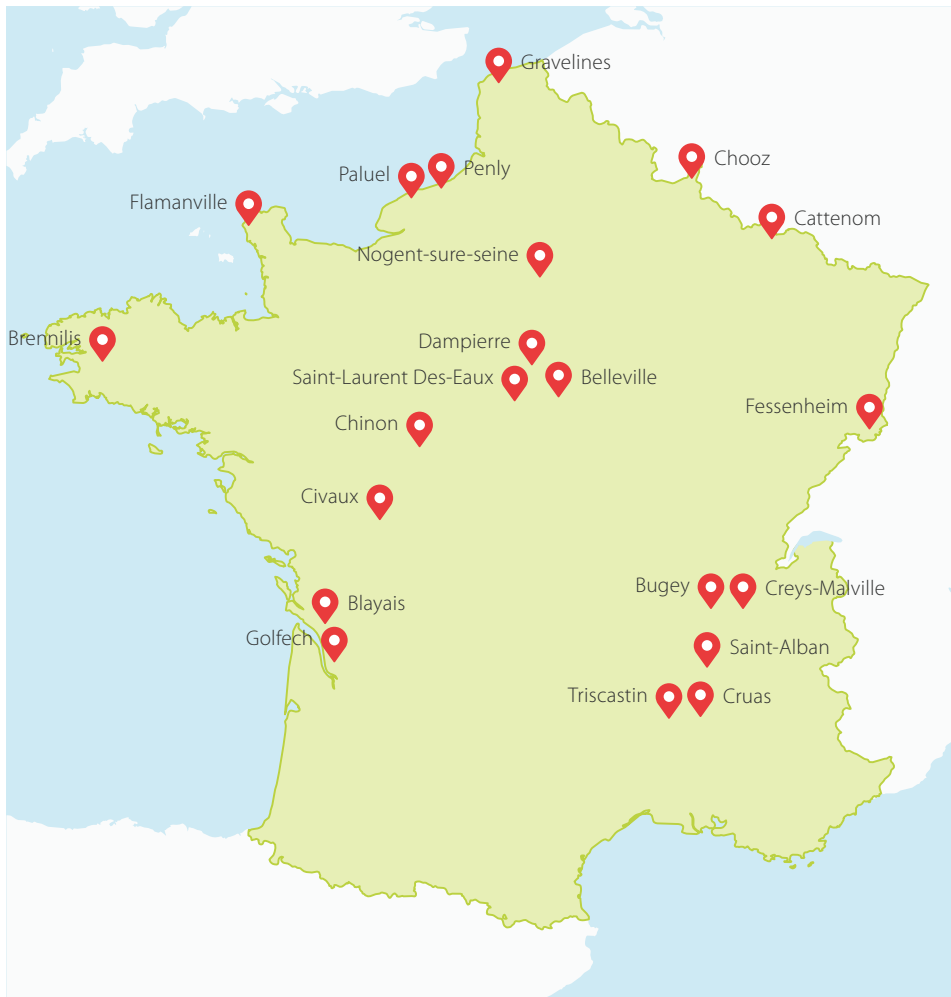 Gravelines
Chooz
Penly
Paluel
Flamanville
Cattenom
Nogent-sure-seine
Brennilis
Dampierre
Saint-Laurent Des-Eaux
Belleville
Fessenheim
Chinon
Civaux
Bugey
Creys-Malville
Blayais
Golfech
Saint-Alban
Triscastin
Cruas